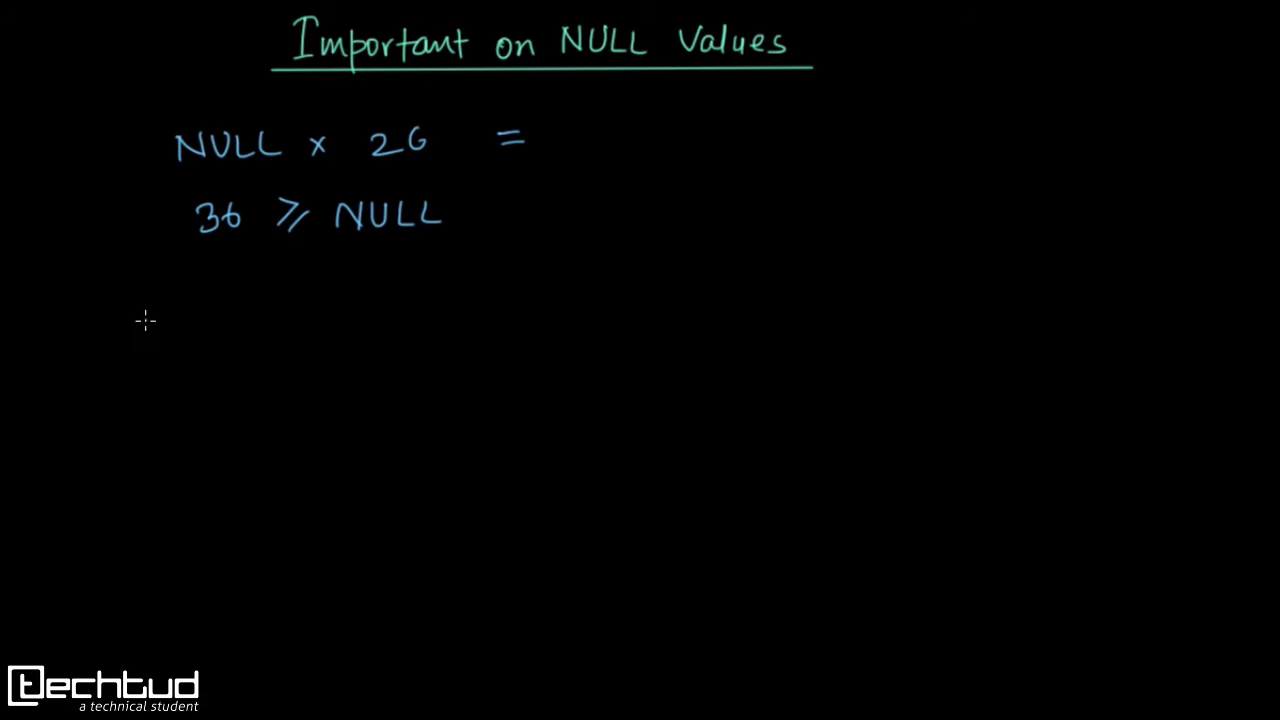 Important on NULL Values
NULL × 26 =
36 ≥ NULL
techtud
a technical student